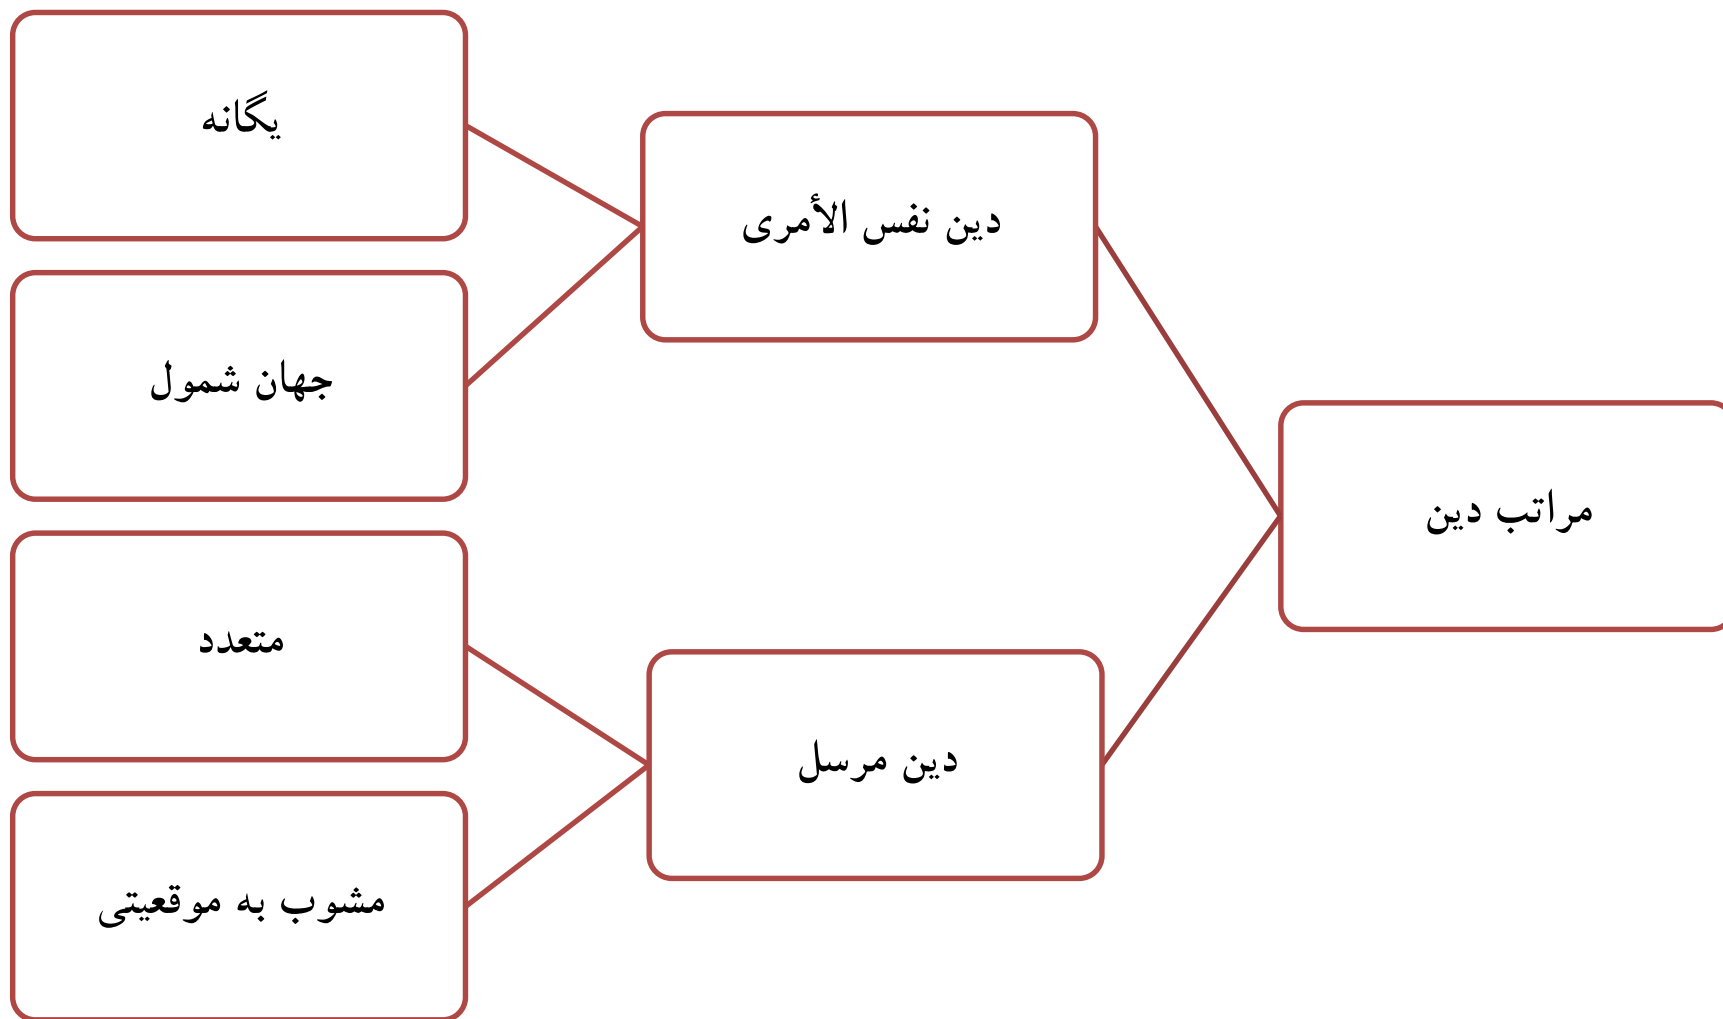 مراتب دین
دین نفس الأمری
یگانه
جهان شمول
دین مرسل
متعدد
مشوب به موقعیتی